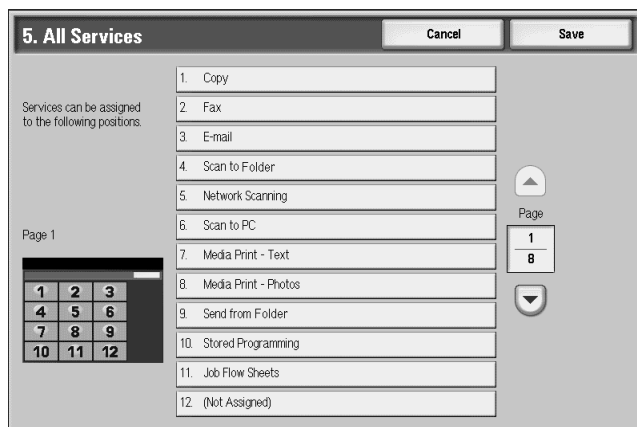 5. All Services
Cancel
Save
Services can be assigned
to the following positions.
1. Copy
2. Fax
3. E-mail
4. Scan to Folder
5. Network Scanning
6. Scan to PC
7. Media Print - Text
8. Media Print - Photos
9. Send from Folder
10. Stored Programming
11. Job Flow Sheets
12. (Not Assigned)
Page 1
1 2 3
4 5 6
7 8 9
10 11 12
Page
1
8